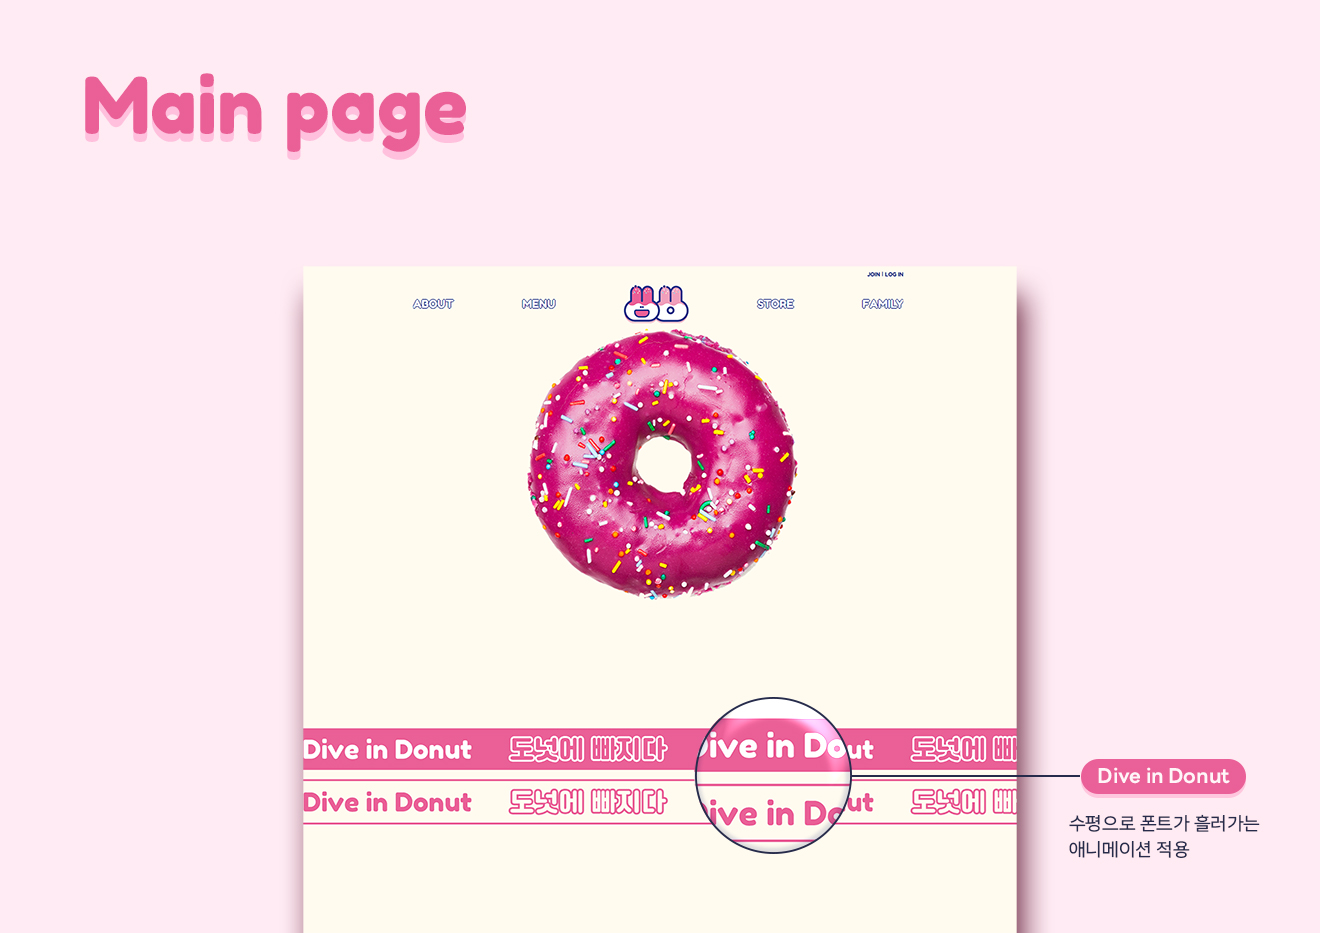 Main page
JOIN | LOG IN
ABOUT MENU STORE FAMILY
Dive in Donut 도넛에 빠지다 Dive in Donut 도넛에 빠
Dive in Donut 도넛에 빠지다 Dive in Donut 도넛에 빠
Dive in Donut
수평으로 폰트가 흘러가는
애니메이션 적용